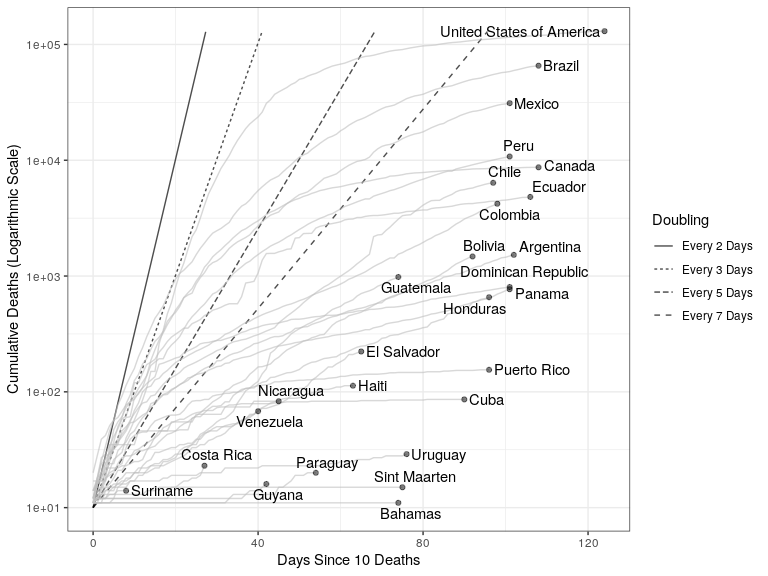 1e+05
1e+04
1e+03
1e+02
1e+01
Cumulative Deaths (Logarithmic Scale)
United States of America
Brazil
Mexico
Peru
Canada
Chile
Ecuador
Colombia
Bolivia
Argentina
Dominican Republic
Guatemala
Panama
Honduras
El Salvador
Puerto Rico
Haiti
Nicaragua
Cuba
Venezuela
Costa Rica
Uruguay
Paraguay
Sint Maarten
Suriname
Guyana
Bahamas
0
40
80
120
Days Since 10 Deaths
Doubling
Every 2 Days
Every 3 Days
Every 5 Days
Every 7 Days